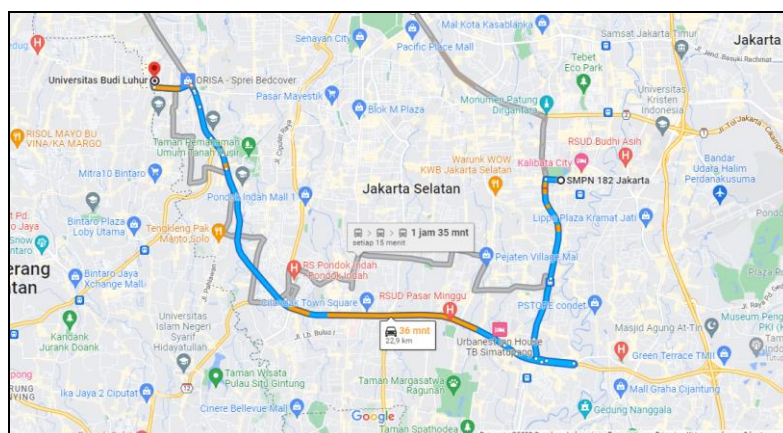 Senayan City
Mal Kota Kasablanka
Samsat Jakarta Timur
Pacific Place Mall
Jl. Jend. Basuki Rachmat
Jakarta
Tebet
Eco Park
Universitas Budi Luhur
ORISA - Sprei Bedcover
Pasar Mayestik
Blok M Plaza
Monumen Patung
Dirgantara
Universitas
Kristen
Indonesia
RISOL MAYO BU
VINA/KA MARGO
Mitra10 Bintaro
Warunk WOW
KWB Jakarta Selatan
Kalibata City
RSUD Budhi Asih
SMPN 182 Jakarta
Bandar
Udara Halim
Perdanakusuma
Pondok Indah Mall 1
Jakarta Selatan
Bintaro Plaza
Loby Utama
Tengkleng Pak
Manto Solo
Lippo Plaza Kramat Jati
1 jam 35 mnt
setiap 15 menit
Pejaten Village Mal
Bintaro Jaya
Xchange Mall
RS Pondok Indah
- Pondok Indah
Cilandak Town Square
RSUD Pasar Minggu
PSTORE condet
36 mnt
22,9 km
Urbanest Inn House
TB Simatupang
Masjid Agung At-Tin
Kandank
Jurank Doank
Universitas
Islam Negeri
Syarif
Hidayatullah
Green Terrace TMII
Taman Wisata
Pulau Situ Gintung
Taman Margasatwa
Ragunan
Mall Graha Cijantung
Ika Jaya 2 Ciputat
Cinere Bellevue Mall
Gedung Nanggala
Google
Taman Spathodea